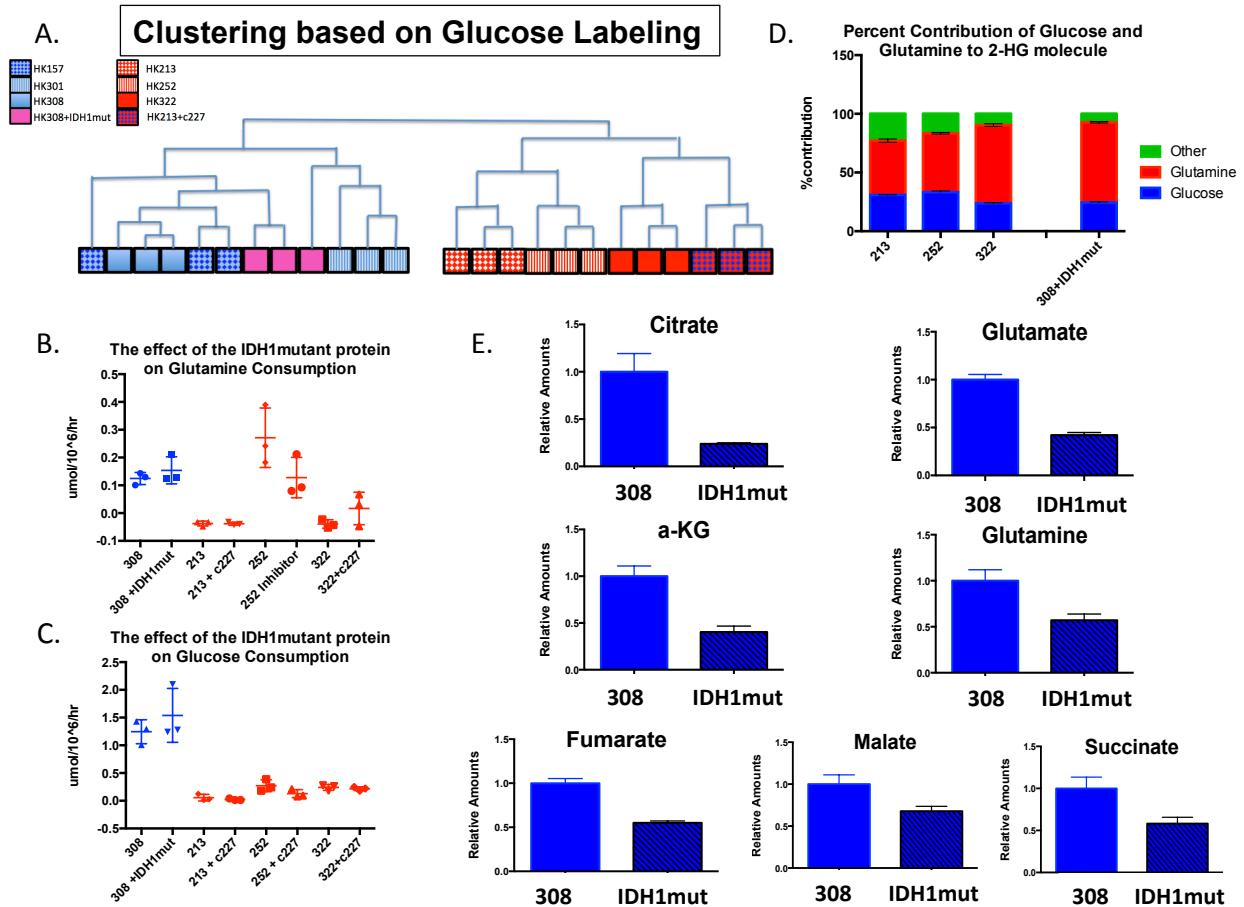 A.
Clustering based on Glucose Labeling
HK157
HK301
HK308
HK308+IDH1mut
HK213
HK252
HK322
HK213+c227
D.
Percent Contribution of Glucose and
Glutamine to 2-HG molecule
%contribution
150
100
50
0
213
252
322
308+IDH1mut
Other
Glutamine
Glucose
B.
The effect of the IDH1mutant protein
on Glutamine Consumption
umol/10^6/hr
0.5
0.4
0.3
0.2
0.1
0.0
-0.1
308
308 +IDH1mut
213
213 + c227
252
252 Inhibitor
322
322+c227
C.
The effect of the IDH1mutant protein
on Glucose Consumption
umol/10^6/hr
2.5
2.0
1.5
1.0
0.5
0.0
-0.5
308
308 +IDH1mut
213
213 + c227
252
252 + c227
322
322+c227
E.
Citrate
Relative Amounts
1.5
1.0
0.5
0.0
308 IDH1mut
Glutamate
Relative Amounts
1.5
1.0
0.5
0.0
308 IDH1mut
a-KG
Relative Amounts
1.5
1.0
0.5
0.0
308 IDH1mut
Glutamine
Relative Amounts
1.5
1.0
0.5
0.0
308 IDH1mut
Fumarate
Relative Amounts
1.5
1.0
0.5
0.0
308 IDH1mut
Malate
Relative Amounts
1.5
1.0
0.5
0.0
308 IDH1mut
Succinate
Relative Amounts
1.5
1.0
0.5
0.0
308 IDH1mut